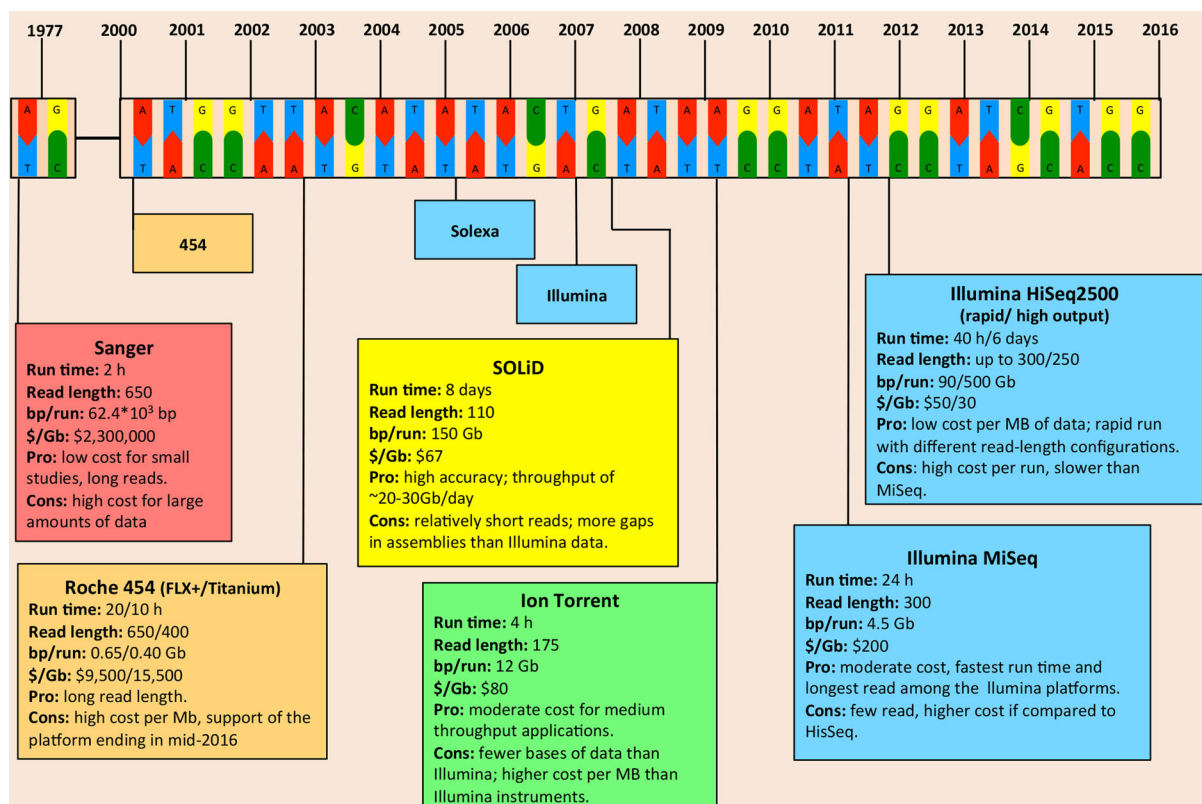 1977 2000 2001 2002 2003 2004 2005 2006 2007 2008 2009 2010 2011 2012 2013 2014 2015 2016
A G A T G G T T A C A T A T A C T G A T A A G G A T A G G A T C G T G G
T C T A C C A A T G T A T A T G A C T A T T C C T A T C C T A G C A C C
454
Solexa
Illumina
Sanger
Run time: 2 h
Read length: 650
bp/run: 62.4*10³ bp
$/Gb: $2,300,000
Pro: low cost for small
studies, long reads.
Cons: high cost for large
amounts of data
Roche 454 (FLX+/Titanium)
Run time: 20/10 h
Read length: 650/400
bp/run: 0.65/0.40 Gb
$/Gb: $9,500/15,500
Pro: long read length.
Cons: high cost per Mb, support of the
platform ending in mid-2016
SOLiD
Run time: 8 days
Read length: 110
bp/run: 150 Gb
$/Gb: $67
Pro: high accuracy; throughput of
~20-30Gb/day
Cons: relatively short reads; more gaps
in assemblies than Illumina data.
Ion Torrent
Run time: 4 h
Read length: 175
bp/run: 12 Gb
$/Gb: $80
Pro: moderate cost for medium
throughput applications.
Cons: fewer bases of data than
Illumina; higher cost per MB than
Illumina instruments.
Illumina HiSeq2500
(rapid/ high output)
Run time: 40 h/6 days
Read length: up to 300/250
bp/run: 90/500 Gb
$/Gb: $50/30
Pro: low cost per MB of data; rapid run
with different read-length configurations.
Cons: high cost per run, slower than
MiSeq.
Illumina MiSeq
Run time: 24 h
Read length: 300
bp/run: 4.5 Gb
$/Gb: $200
Pro: moderate cost, fastest run time and
longest read among the Ilumina platforms.
Cons: few read, higher cost if compared to
HisSeq.